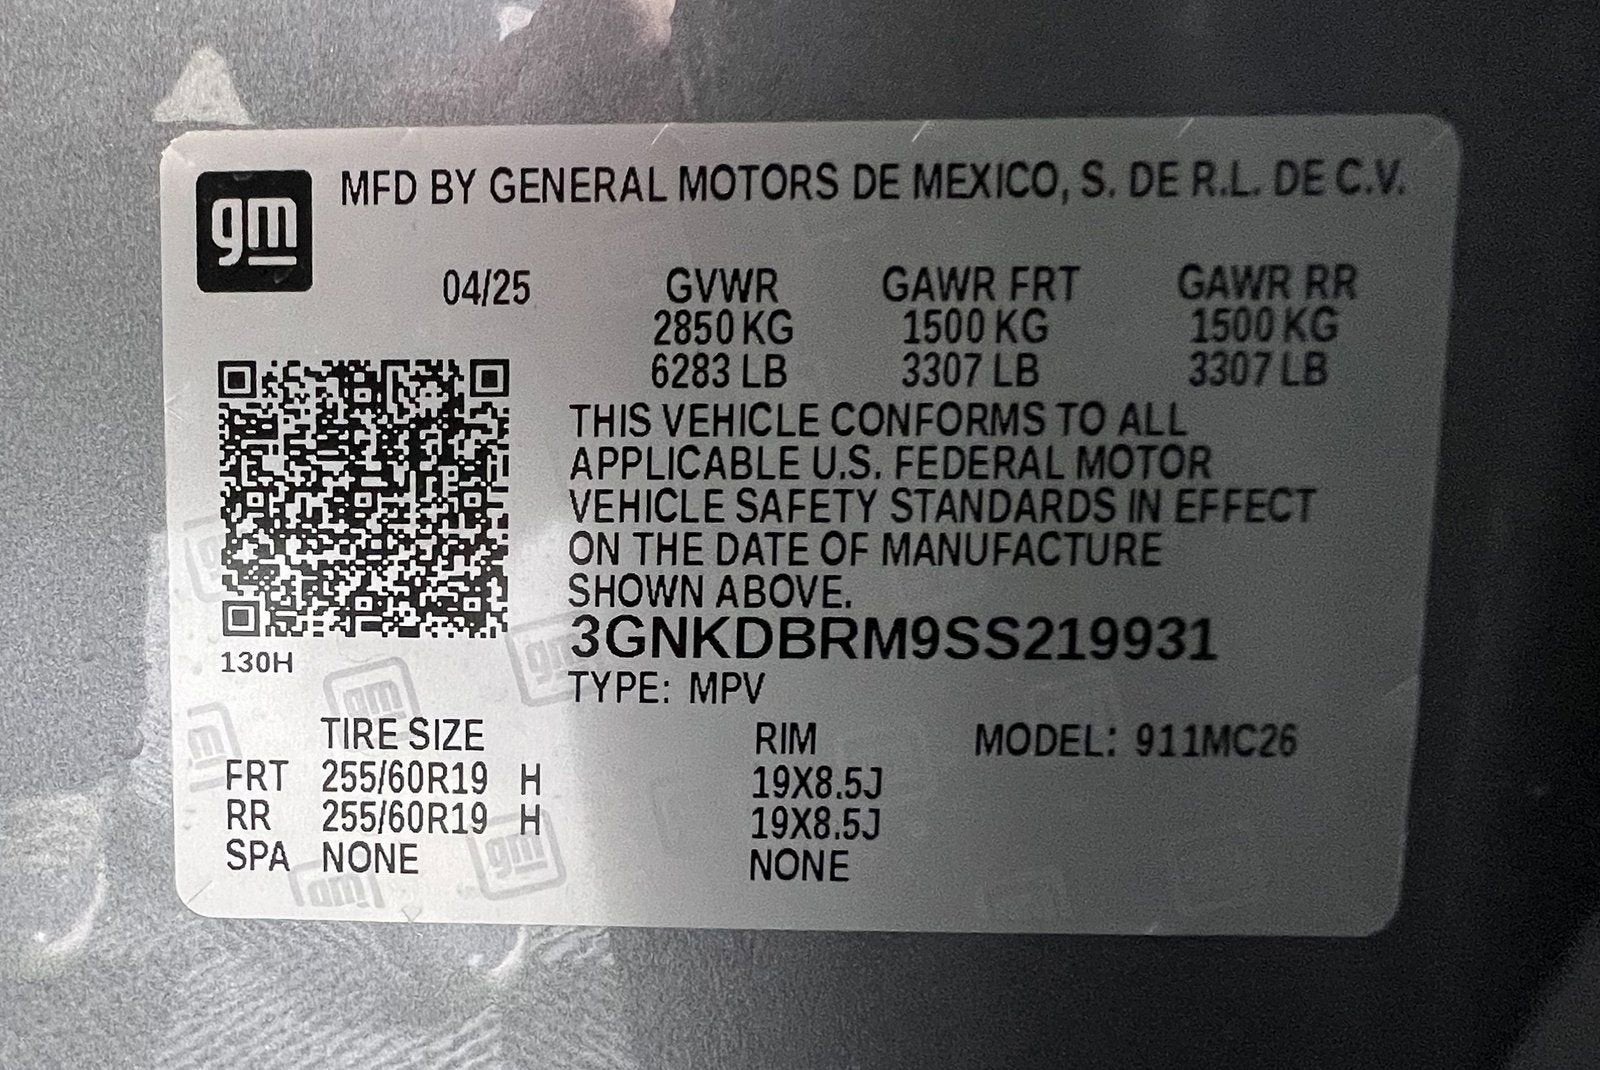 gm
MFD BY GENERAL MOTORS DE MEXICO, S. DE R.L. DE C.V.
04/25 GVWR GAWR FRT GAWR RR
2850 KG 1500 KG 1500 KG
6283 LB 3307 LB 3307 LB
THIS VEHICLE CONFORMS TO ALL
APPLICABLE U.S. FEDERAL MOTOR
VEHICLE SAFETY STANDARDS IN EFFECT
ON THE DATE OF MANUFACTURE
SHOWN ABOVE.
3GNKDBRM9SS219931
130H
TYPE: MPV
TIRE SIZE RIM MODEL: 911MC26
FRT 255/60R19 H 19X8.5J
RR 255/60R19 H 19X8.5J
SPA NONE NONE